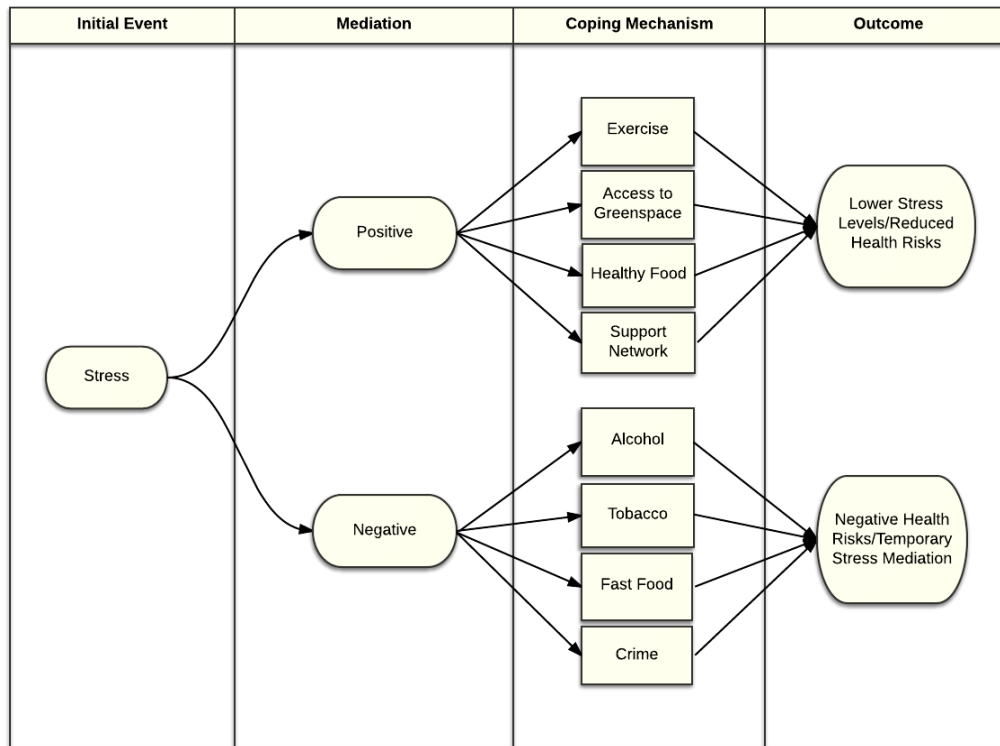 Initial Event
Mediation
Coping Mechanism
Outcome
Stress
Positive
Negative
Exercise
Access to
Greenspace
Healthy Food
Support
Network
Alcohol
Tobacco
Fast Food
Crime
Lower Stress
Levels/Reduced
Health Risks
Negative Health
Risks/Temporary
Stress Mediation